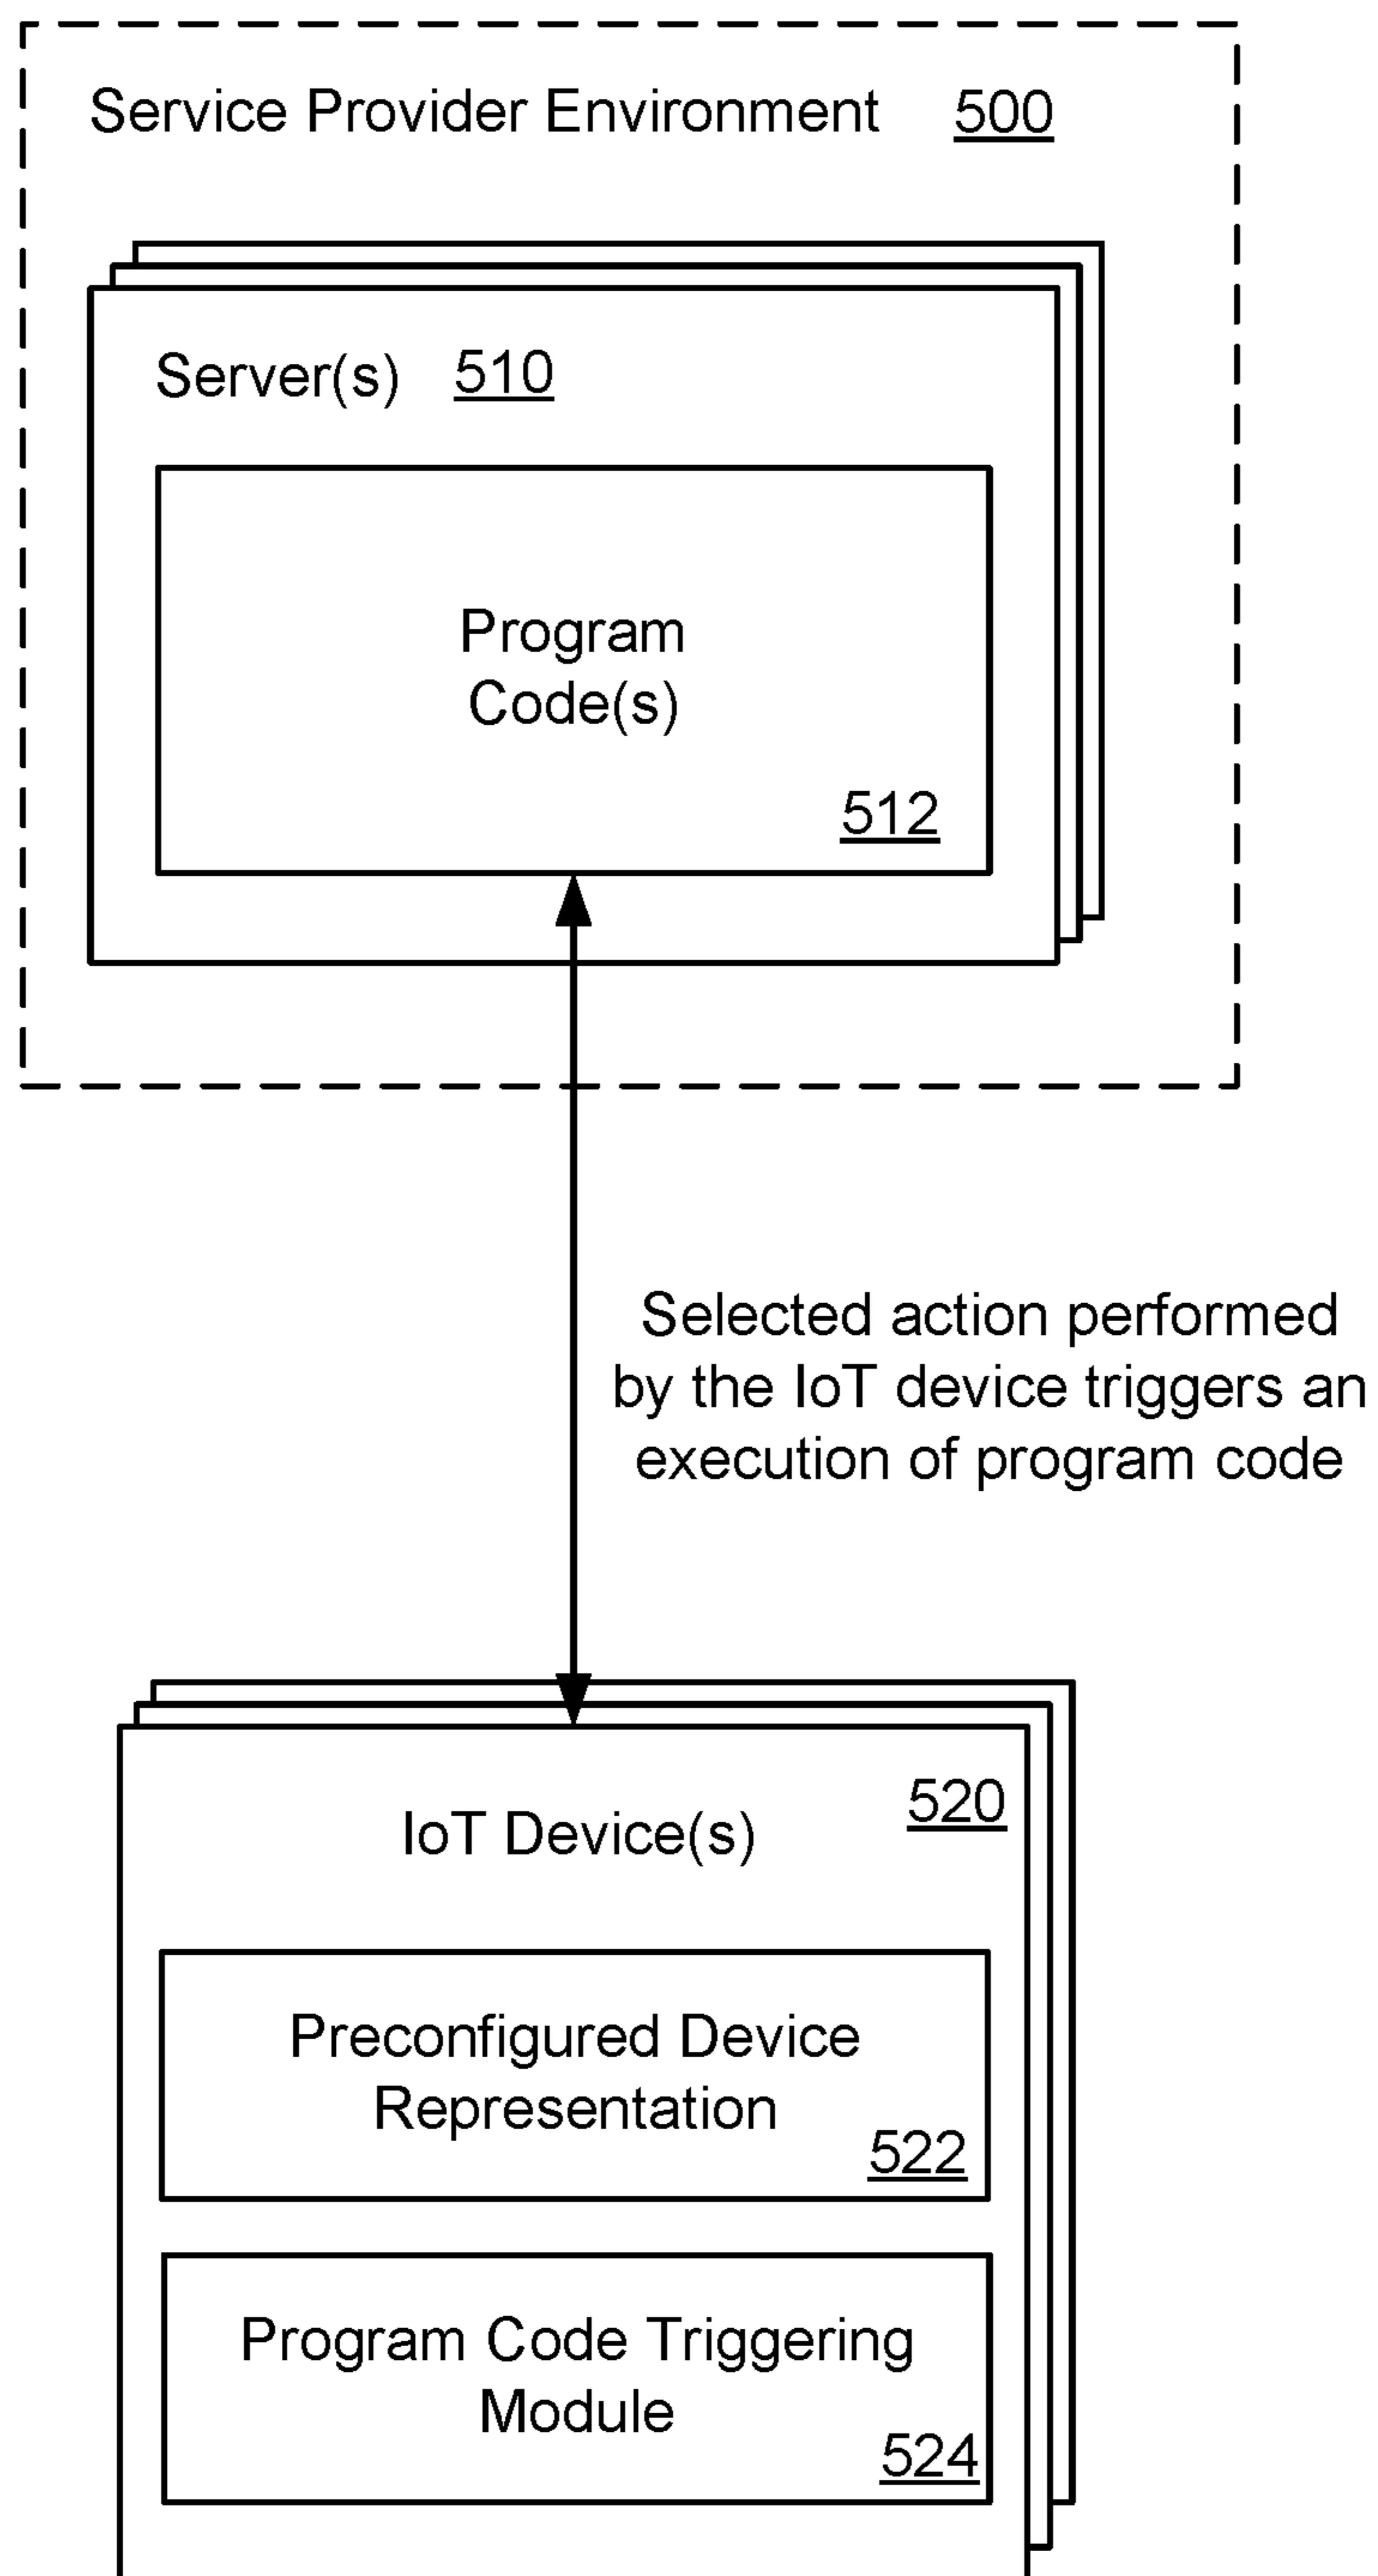 Service Provider Environment 500
Server(s) 510
Program
Code(s)
512
Selected action performed
by the IoT device triggers an
execution of program code
520
IoT Device(s)
Preconfigured Device
Representation
522
Program Code Triggering
Module
524